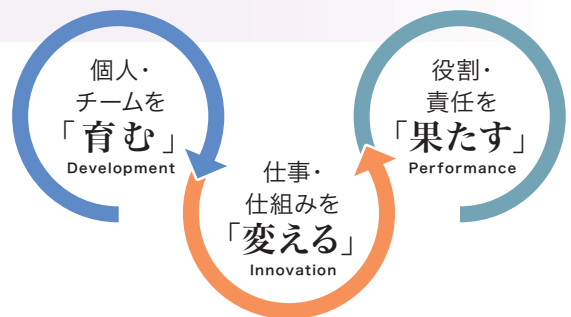 個人・
チームを
「育む」
Development
仕事・
仕組みを
「変える」
Innovation
役割・
責任を
「果たす」
Performance